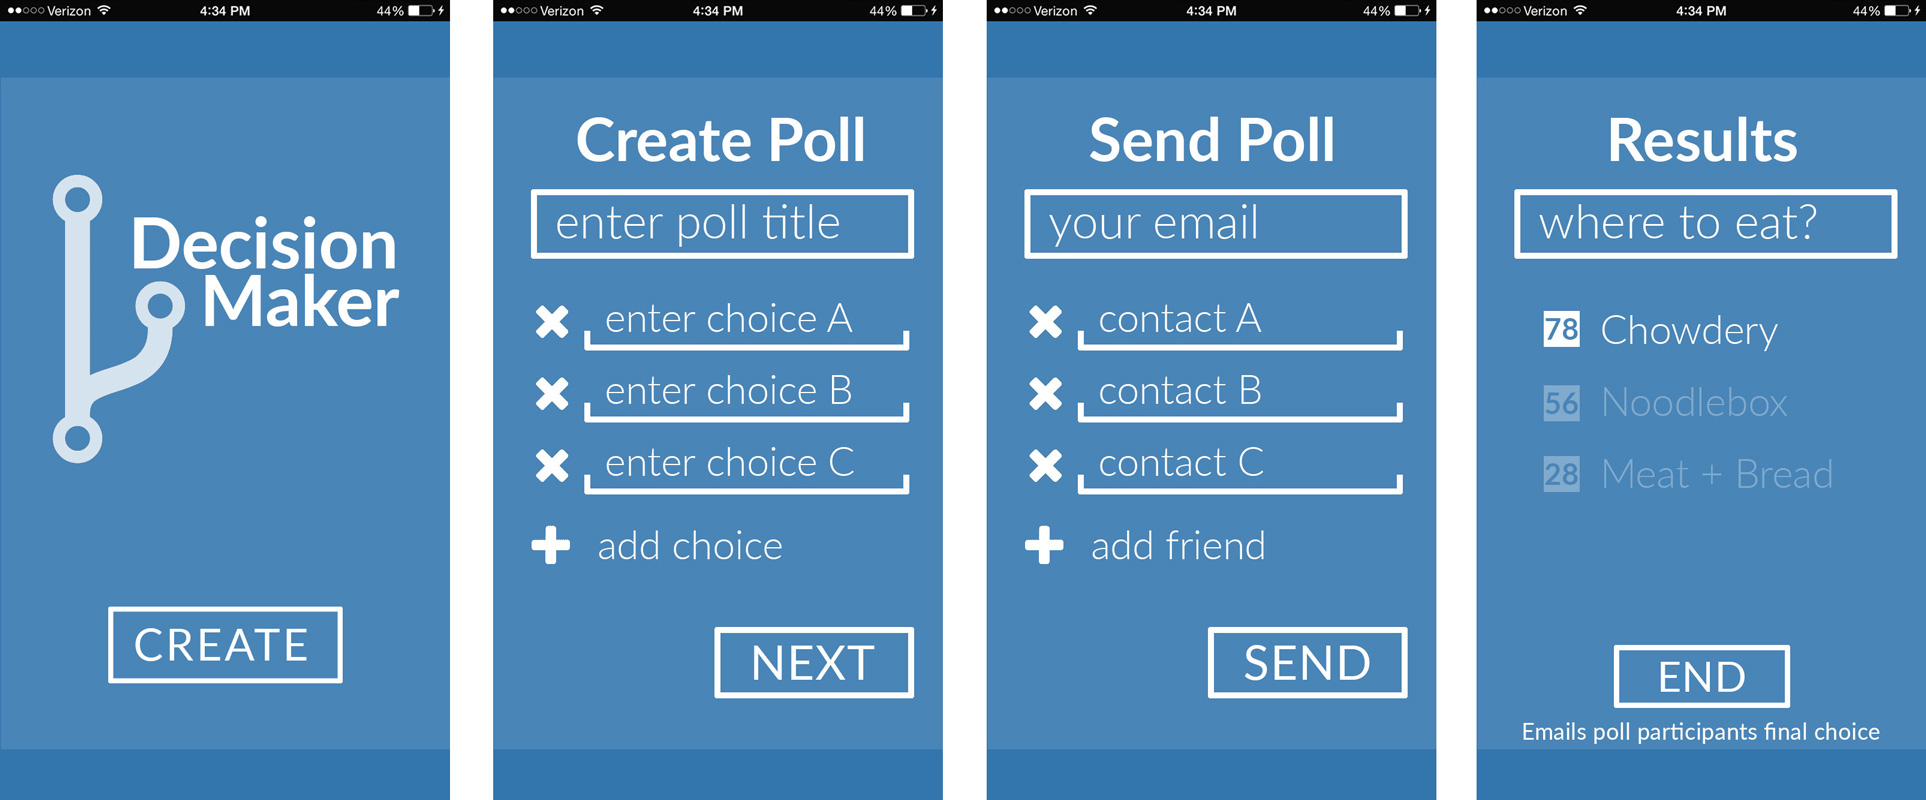 Verizon 4:34 PM 44%
Decision
Maker
CREATE
Verizon 4:34 PM 44%
Create Poll
enter poll title
enter choice A
enter choice B
enter choice C
add choice
NEXT
Verizon 4:34 PM 44%
Send Poll
your email
contact A
contact B
contact C
add friend
SEND
Verizon 4:34 PM 44%
Results
where to eat?
78 Chowdery
56 Noodlebox
28 Meat + Bread
END
Emails poll participants final choice